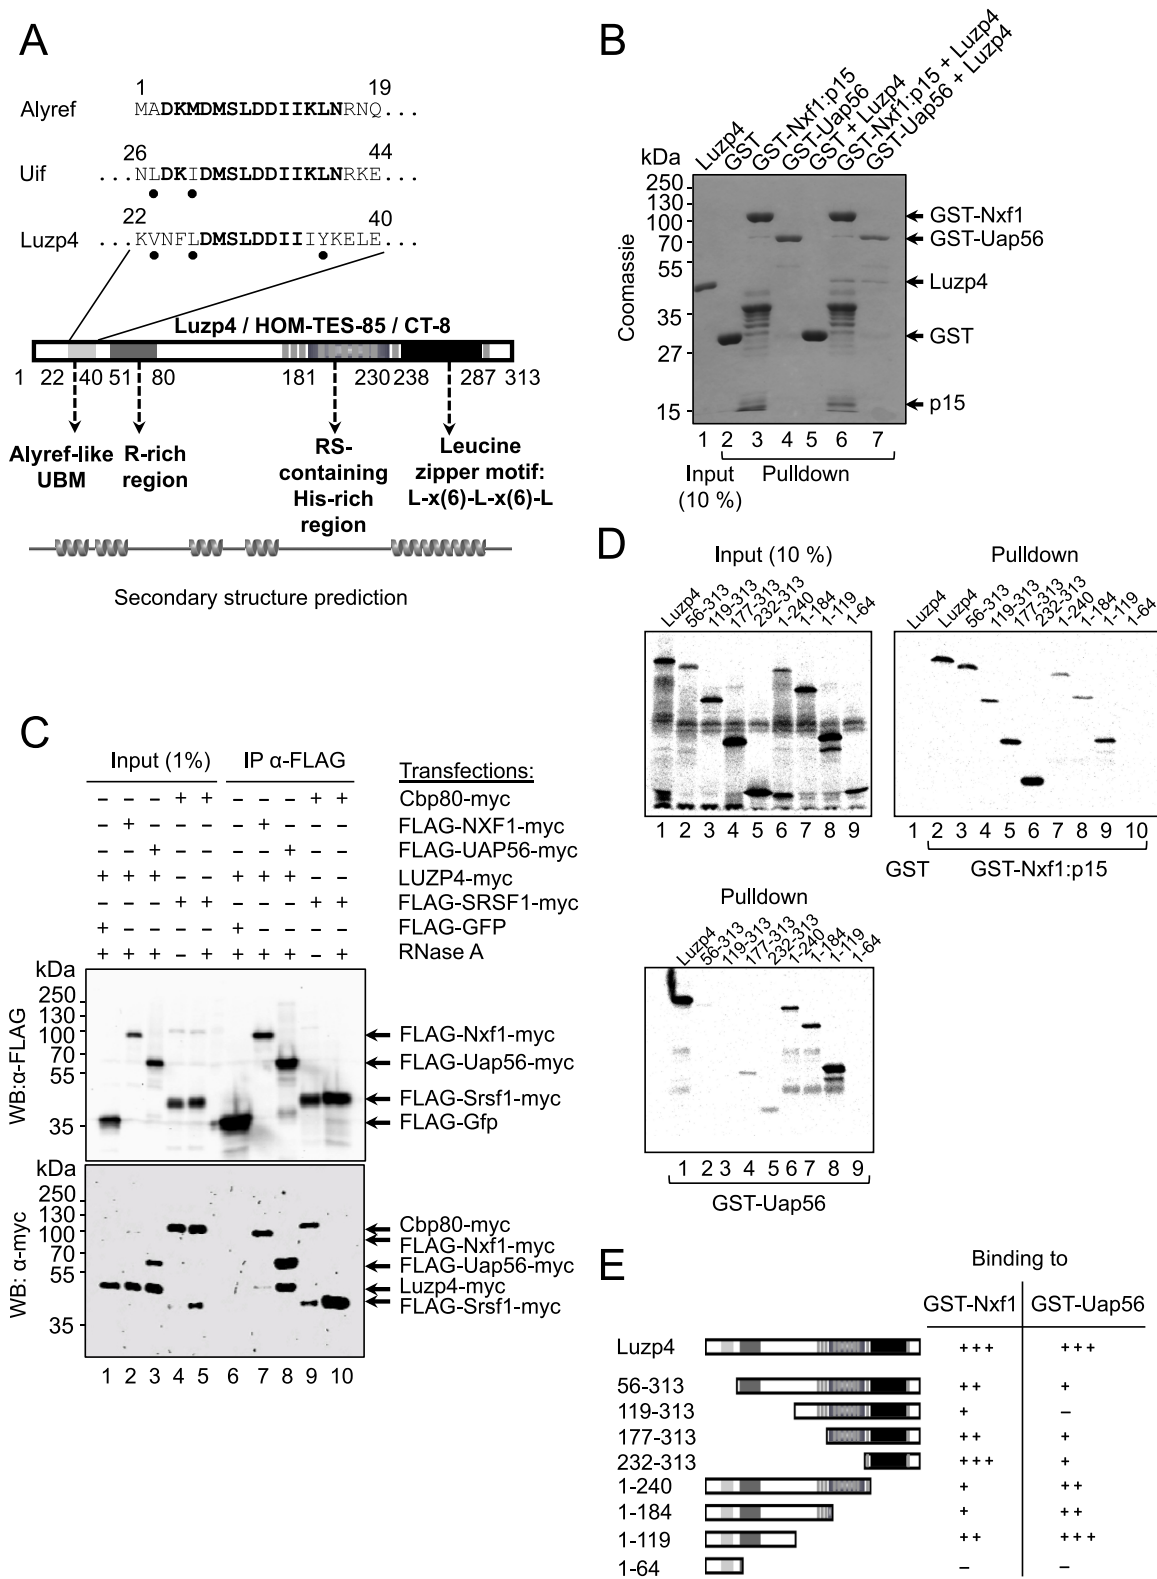 A
1 19
Alyref MADKMDMSLDDIIKLNRNQ...
26 44
Uif ...NLDKIDMSLDDIIKLNRKE...
22 40
Luzp4 ...KVNFLDMSLDDIIIYKELE...
Luzp4 / HOM-TES-85 / CT-8
1 22 40 51 80 181 230 238 287 313
Alyref-like UBM
R-rich region
RS-containing His-rich region
Leucine zipper motif: L-x(6)-L-x(6)-L
Secondary structure prediction
B
Luzp4
GST
GST-Nxf1:p15
GST-Uap56
GST + Luzp4
GST-Nxf1:p15 + Luzp4
GST-Uap56 + Luzp4
kDa
250
130
100
70
55
35
27
15
Coomassie
GST-Nxf1
GST-Uap56
Luzp4
GST
p15
1 2 3 4 5 6 7
Input (10 %)
Pulldown
C
Input (1%) IP α-FLAG
Transfections:
– – – + + – – – + + Cbp80-myc
– + – – – – + – – – FLAG-NXF1-myc
– – + – – – – + – – FLAG-UAP56-myc
+ + + – – + + + – – LUZP4-myc
– – – + + – – – + + FLAG-SRSF1-myc
+ – – – – + – – – – FLAG-GFP
+ + + – + + + + – + RNase A
kDa
250
130
100
70
55
35
WB:α-FLAG
FLAG-Nxf1-myc
FLAG-Uap56-myc
FLAG-Srsf1-myc
FLAG-Gfp
kDa
250
130
100
70
55
35
WB: α-myc
Cbp80-myc
FLAG-Nxf1-myc
FLAG-Uap56-myc
Luzp4-myc
FLAG-Srsf1-myc
1 2 3 4 5 6 7 8 9 10
D
Input (10 %)
Luzp4
56-313
119-313
177-313
232-313
1-240
1-184
1-119
1-64
1 2 3 4 5 6 7 8 9
Pulldown
Luzp4
Luzp4
56-313
119-313
177-313
232-313
1-240
1-184
1-119
1-64
1 2 3 4 5 6 7 8 9 10
GST GST-Nxf1:p15
Pulldown
Luzp4
56-313
119-313
177-313
232-313
1-240
1-184
1-119
1-64
1 2 3 4 5 6 7 8 9
GST-Uap56
E
Binding to
GST-Nxf1 GST-Uap56
Luzp4 +++ +++
56-313 ++ +
119-313 + –
177-313 ++ +
232-313 +++ +
1-240 + ++
1-184 + ++
1-119 ++ +++
1-64 – –